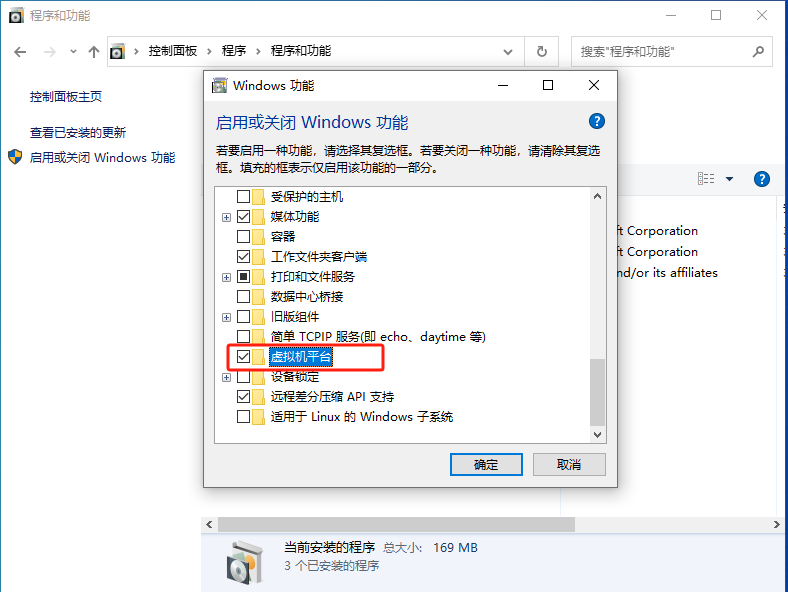 程序和功能
控制面板 › 程序 › 程序和功能
搜索"程序和功能"
控制面板主页
查看已安装的更新
启用或关闭 Windows 功能
Windows 功能
启用或关闭 Windows 功能
若要启用一种功能，请选择其复选框。若要关闭一种功能，请清除其复选
框。填充的框表示仅启用该功能的一部分。
受保护的主机
媒体功能
容器
工作文件夹客户端
打印和文件服务
数据中心桥接
旧版组件
简单 TCPIP 服务(即 echo、daytime 等)
虚拟机平台
设备锁定
远程差分压缩 API 支持
适用于 Linux 的 Windows 子系统
确定
取消
ft Corporation
ft Corporation
nd/or its affiliates
当前安装的程序 总大小: 169 MB
3 个已安装的程序